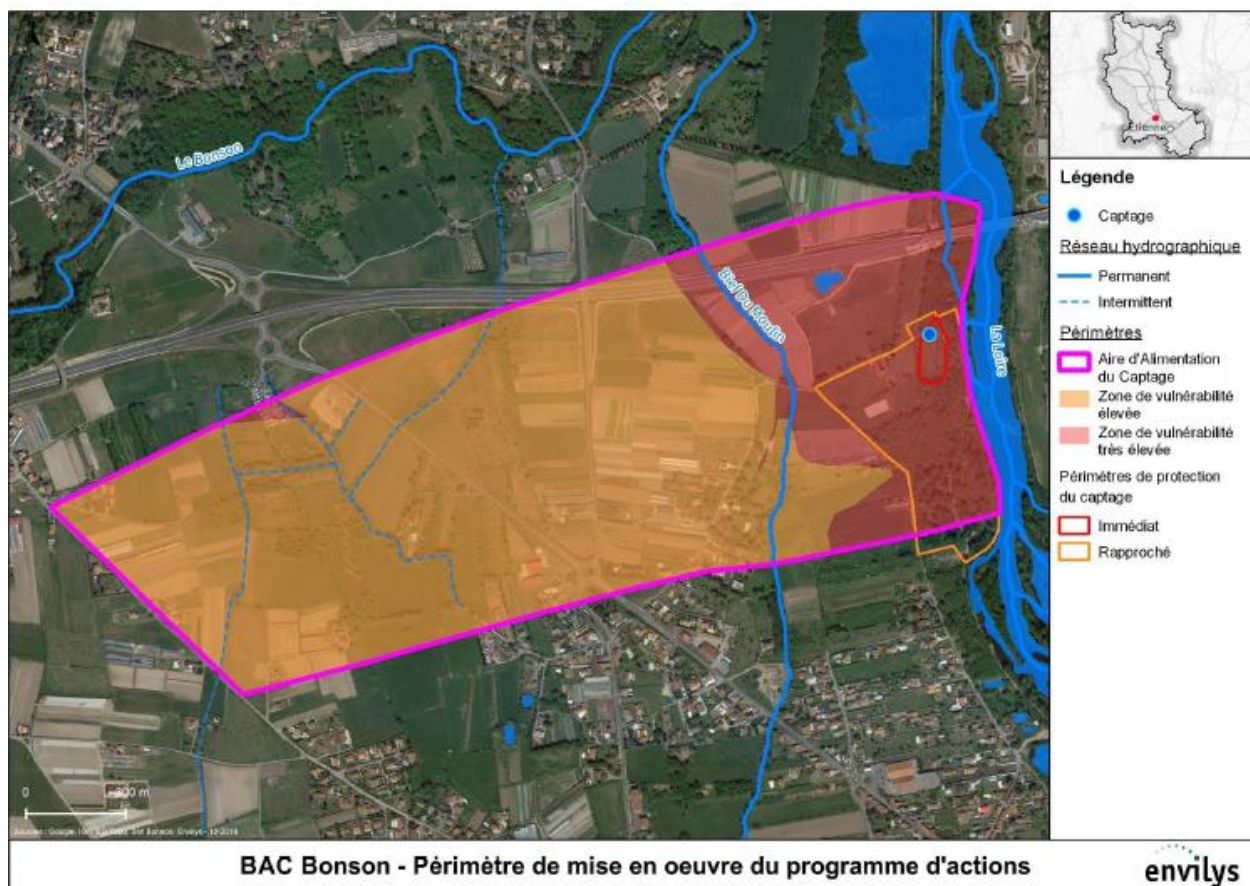 Le Bonson
Bief Du Moulin
La Loire
Etienne
Légende
Captage
Réseau hydrographique
Permanent
Intermittent
Périmètres
Aire d'Alimentation
du Captage
Zone de vulnérabilité
élevée
Zone de vulnérabilité
très élevée
Périmètres de protection
du captage
Immédiat
Rapproché
0 300 m
BAC Bonson - Périmètre de mise en oeuvre du programme d'actions
envilys